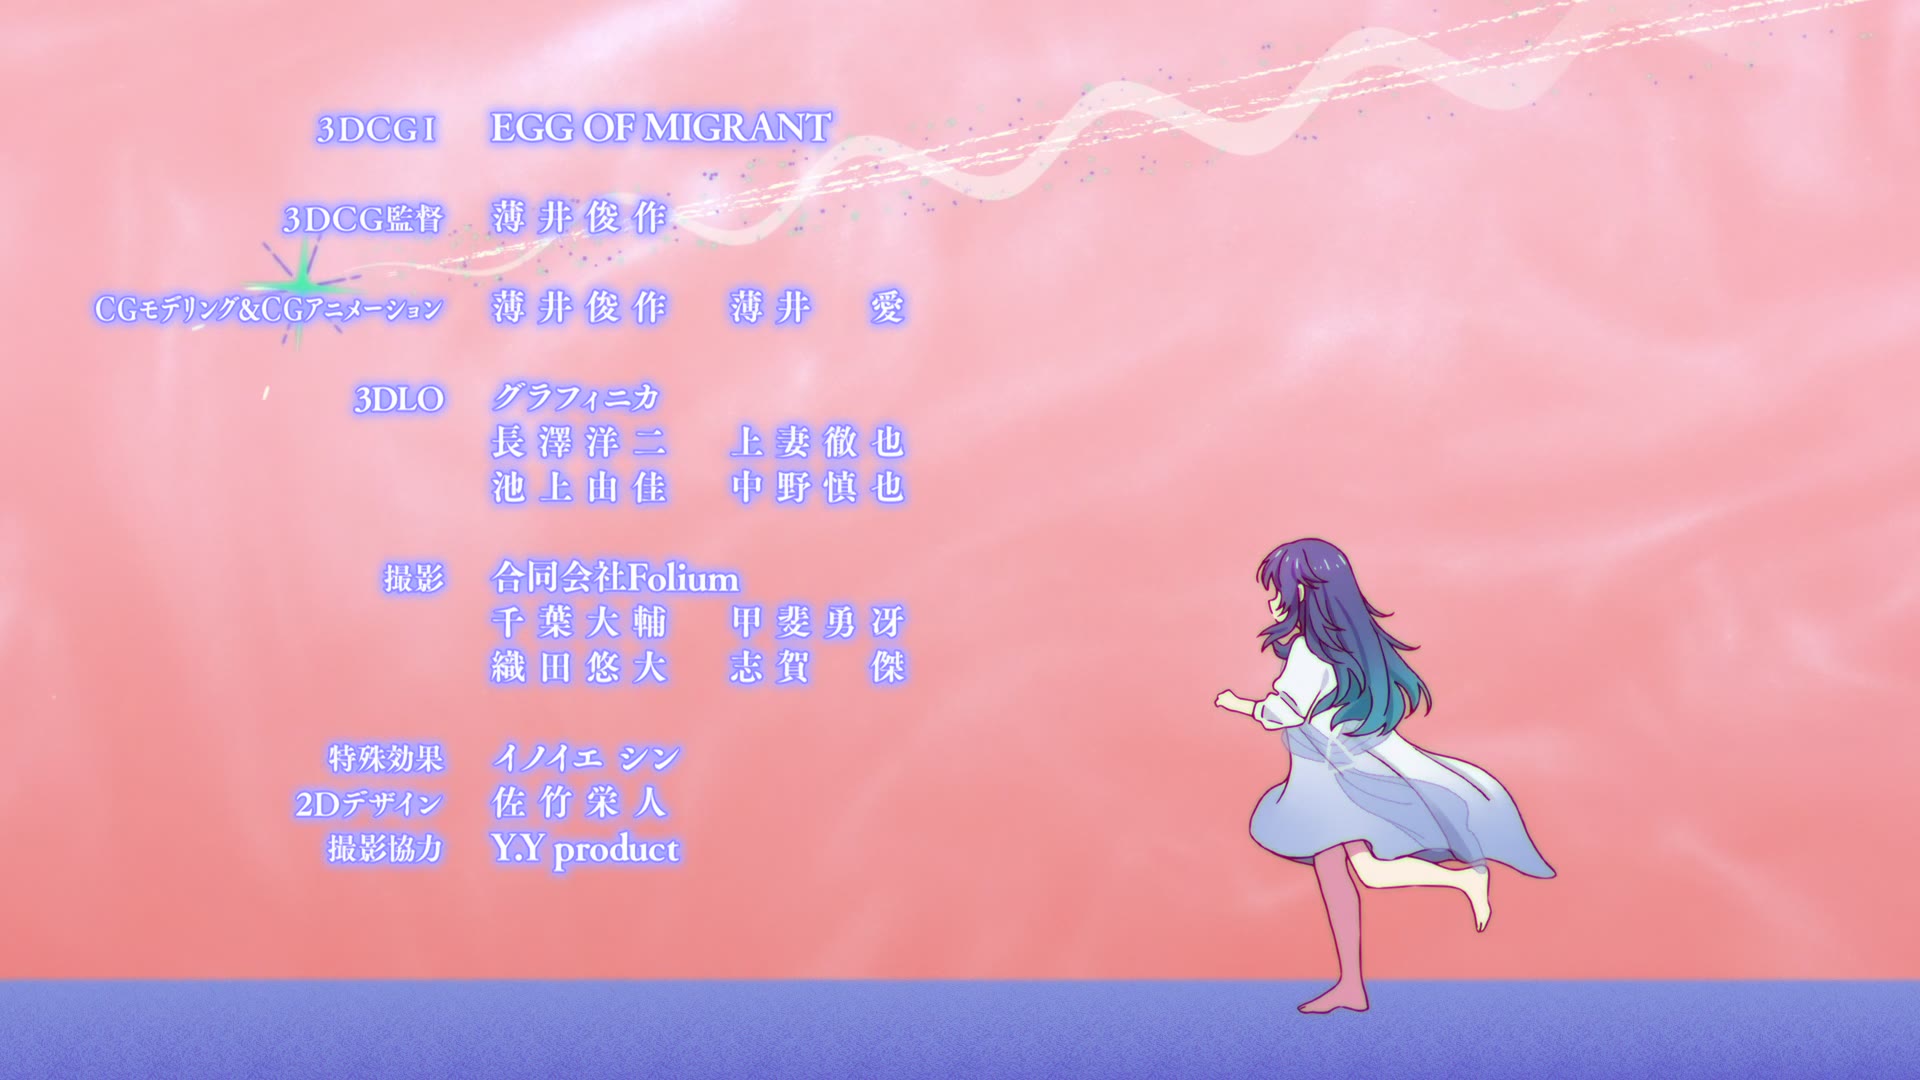 3DCGI EGG OF MIGRANT
3DCG監督 薄井俊作
CGモデリング&CGアニメーション 薄井俊作 薄井 愛
3DLO グラフィニカ
長澤洋二 上妻徹也
池上由佳 中野慎也
撮影 合同会社Folium
千葉大輔 甲斐勇冴
織田悠大 志賀 傑
特殊効果 イノイエ シン
2Dデザイン 佐竹栄人
撮影協力 Y.Y product